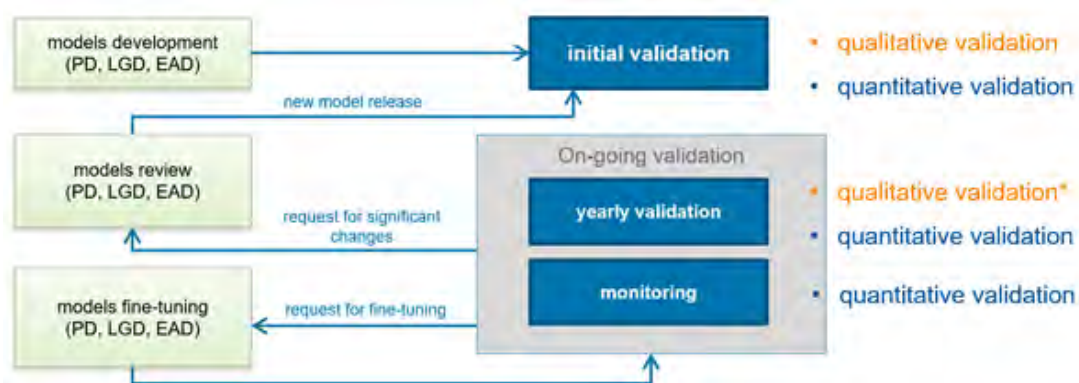 models development
(PD, LGD, EAD)
initial validation
• qualitative validation
• quantitative validation
new model release
models review
(PD, LGD, EAD)
On-going validation
yearly validation
• qualitative validation*
• quantitative validation
request for significant
changes
monitoring
• quantitative validation
models fine-tuning
(PD, LGD, EAD)
request for fine-tuning